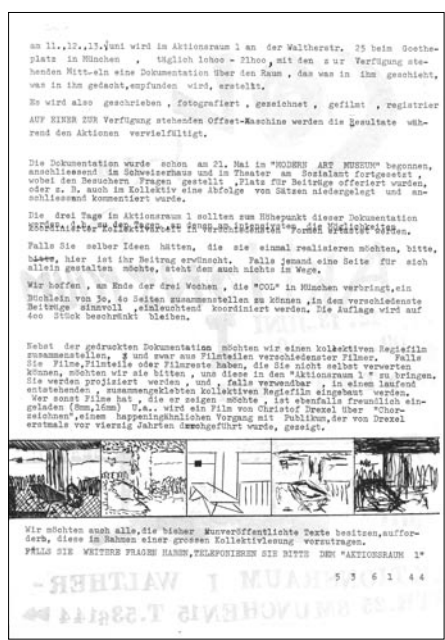 am 11.,12.,13.Juni wird im Aktionsraum 1 an der Waltherstr. 25 beim Goethe-
platz in München , täglich 10hoo - 21hoo, mit den z u r Verfügung ste-
henden Mitt-eln eine Dokumentation über den Raum , das was in ihm geschieht,
was in ihm gedacht,empfunden wird, erstellt.
Es wird also geschrieben , fotografiert , gezeichnet , gefilmt , registrier
AUF EINER ZUR Verfügung stehenden Offset-Maschine werden die Resultate wäh-
rend den Aktionen vervielfältigt.
Die Dokumentation wurde schon am 21. Mai im "MODERN ART MUSEUM" begonnen,
anschliessend im Schweizerhaus und im Theater am Sozialamt fortgesetzt ,
wobei den Besuchern Fragen gestellt ,Platz für Beiträge offeriert wurden,
oder z. B. auch im Kollektiv eine Abfolge von Sätzen niedergelegt und an-
schliessend kommentiert wurde.
Die drei Tage im Aktionsraum 1 sollten zum Höhepunkt dieser Dokumentation
koordinierter Kollektivarbeit in verschiedensten Formen
Falls Sie selber Ideen hätten, die sie einmal realisieren möchten, bitte,
hier ist ihr Beitrag erwünscht. Falls jemand eine Seite für sich
allein gestalten möchte, steht dem auch nichts im Wege.
Wir hoffen , am Ende der drei Wochen , die "COL" in München verbringt,ein
Büchlein von 3o, 4o Seiten zusammenstellen zu können ,in dem verschiedenste
Beiträge sinnvoll ,einleuchtend koordiniert werden. Die Auflage wird auf
4oo Stück beschränkt bleiben.
Nebst der gedruckten Dokumentation möchten wir einen kollektiven Regiefilm
zusammenstellen, und zwar aus Filmteilen verschiedenster Filmer. Falls
Sie Filme,Filmteile oder Filmreste haben, die Sie nicht selbst verwerten
können, möchten wir sie bitten , uns diese in den "Aktionsraum 1 " zu bringen.
Sie werden projiziert werden , und , falls verwendbar , in einem laufend
entstehenden , zusammengeklebten kollektiven Regiefilm eingebaut werden.
Wer sonst Filme hat , die er zeigen möchte , ist ebenfalls freundlich ein-
geladen (8mm,16mm) U.a.. wird ein Film von Christof Drexel über "Chor-
zeichnen",einem happeningähnlichen Vorgang mit Publikum,der von Drexel
erstmals vor vierzig Jahrten durchgeführt wurde, gezeigt.
Wir möchten auch alle,die bisher Wunveröffentlichte Texte besitzen,auffor-
dern, diese im Rahmen einer grossen Kollektivlesung vorzutragen.
FALLS SIE WEITERE FRAGEN HABEN,TELEFONIEREN SIE BITTE DEM "AKTIONSRAUM 1"
5 3 6 1 44